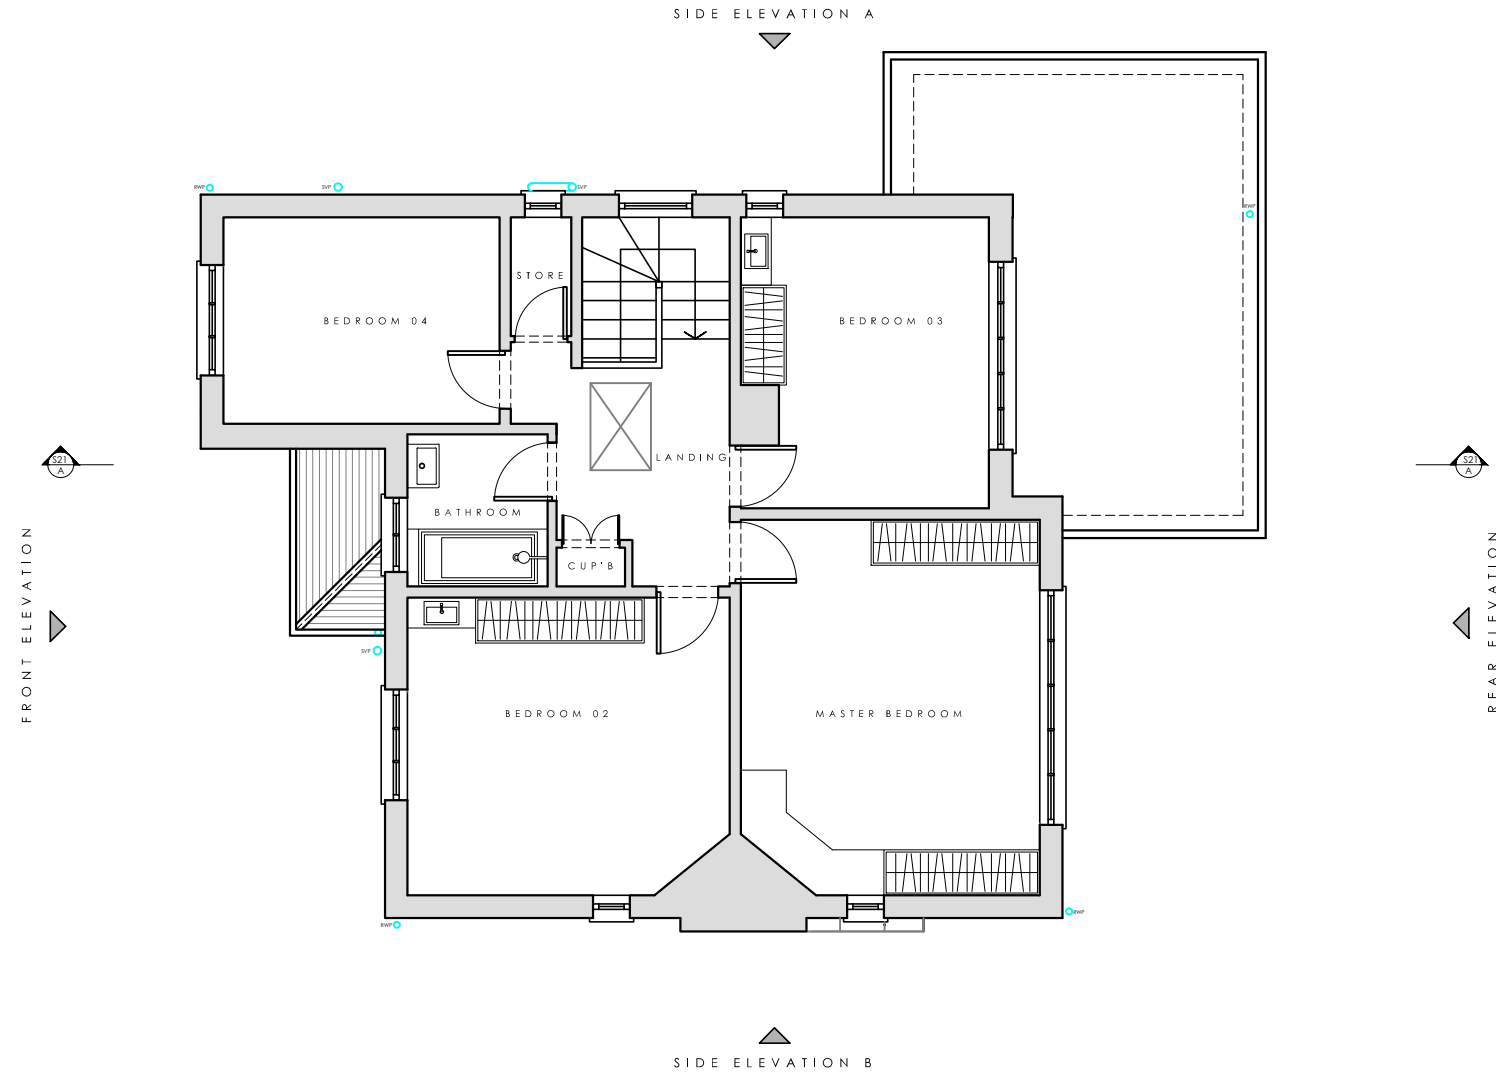 SIDE ELEVATION A
RWP
SVP
SVP
RWP
STORE
BEDROOM 04
BEDROOM 03
LANDING
S21
A
S21
A
BATHROOM
CUP'B
FRONT ELEVATION
REAR ELEVATION
SVP
BEDROOM 02
MASTER BEDROOM
RWP
RWP
SIDE ELEVATION B